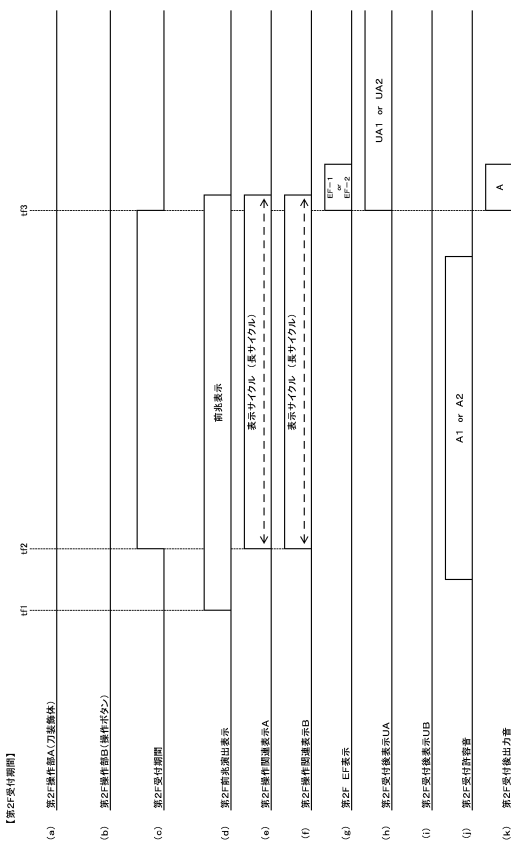 【第2F受付期間】
tf1
tf2
tf3
(a) 第2F操作部A(刀装飾体)
(b) 第2F操作部B(操作ボタン)
(c) 第2F受付期間
(d) 第2F前兆演出表示
前兆表示
(e) 第2F操作関連表示A
表示サイクル (長サイクル)
(f) 第2F操作関連表示B
表示サイクル (長サイクル)
(g) 第2F EF表示
EF-1
or
EF-2
(h) 第2F受付後表示UA
UA1 or UA2
(i) 第2F受付後表示UB
(j) 第2F受付許容音
A1 or A2
(k) 第2F受付後出力音
A